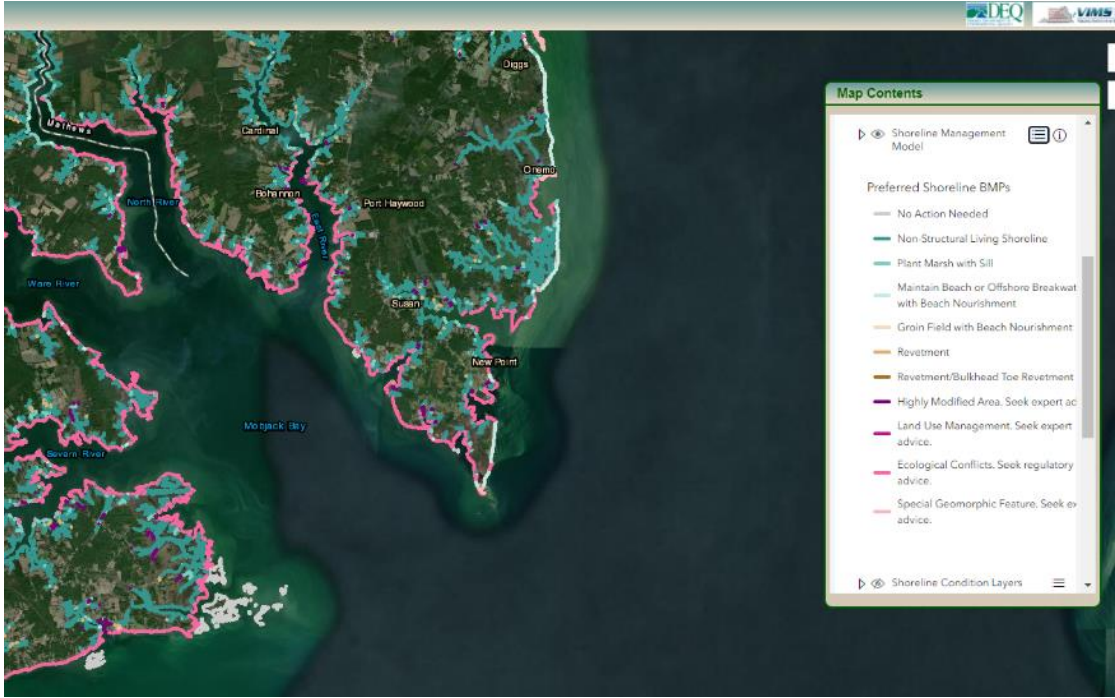 DEQ
VIMS
Diggs
Mathews
Cardinal
Onemo
Bohannon
Port Haywood
North River
East River
Ware River
Susan
New Point
Mobjack Bay
Severn River
Map Contents
Shoreline Management
Model
Preferred Shoreline BMPs
No Action Needed
Non-Structural Living Shoreline
Plant Marsh with Sill
Maintain Beach or Offshore Breakwat
with Beach Nourishment
Groin Field with Beach Nourishment
Revetment
Revetment/Bulkhead Toe Revetment
Highly Modified Area. Seek expert ad
Land Use Management. Seek expert
advice.
Ecological Conflicts. Seek regulatory
advice.
Special Geomorphic Feature. Seek ex
advice.
Shoreline Condition Layers